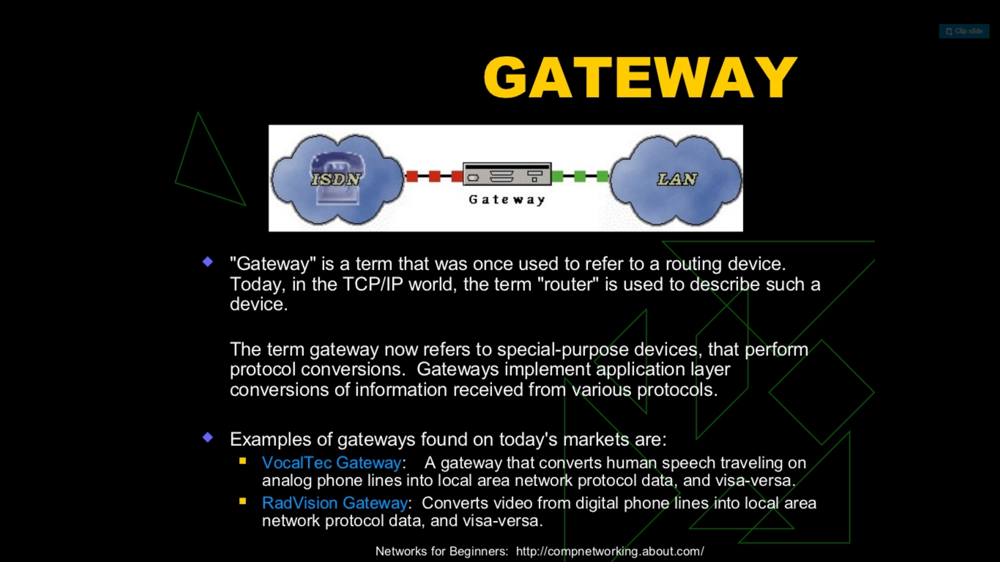 Clip slide
GATEWAY
ISDN
LAN
Gateway
"Gateway" is a term that was once used to refer to a routing device.
Today, in the TCP/IP world, the term "router" is used to describe such a
device.
The term gateway now refers to special-purpose devices, that perform
protocol conversions.  Gateways implement application layer
conversions of information received from various protocols.
Examples of gateways found on today's markets are:
VocalTec Gateway:    A gateway that converts human speech traveling on
analog phone lines into local area network protocol data, and visa-versa.
RadVision Gateway:  Converts video from digital phone lines into local area
network protocol data, and visa-versa.
Networks for Beginners:  http://compnetworking.about.com/